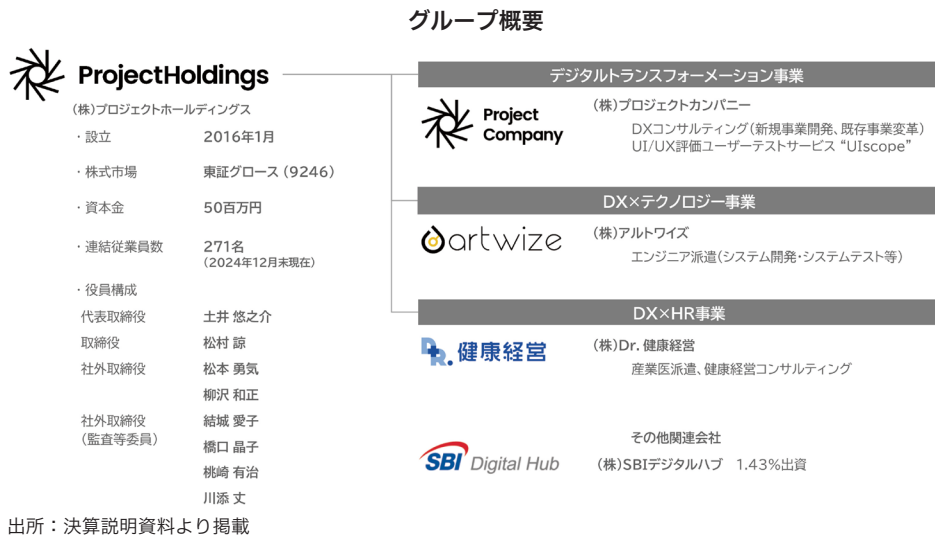 グループ概要
ProjectHoldings
(株)プロジェクトホールディングス
・設立 2016年1月
・株式市場 東証グロース(9246)
・資本金 50百万円
・連結従業員数 271名
(2024年12月末現在)
・役員構成
代表取締役 土井 悠之介
取締役 松村 諒
社外取締役 松本 勇気
柳沢 和正
社外取締役 結城 愛子
(監査等委員) 橋口 晶子
桃崎 有治
川添 丈
デジタルトランスフォーメーション事業
Project
Company
(株)プロジェクトカンパニー
DXコンサルティング(新規事業開発、既存事業変革)
UI/UX評価ユーザーテストサービス “UIscope”
DX×テクノロジー事業
artwize
(株)アルトワイズ
エンジニア派遣(システム開発・システムテスト等)
DX×HR事業
DR.健康経営
(株)Dr.健康経営
産業医派遣、健康経営コンサルティング
SBI Digital Hub
その他関連会社
(株)SBIデジタルハブ 1.43%出資
出所：決算説明資料より掲載